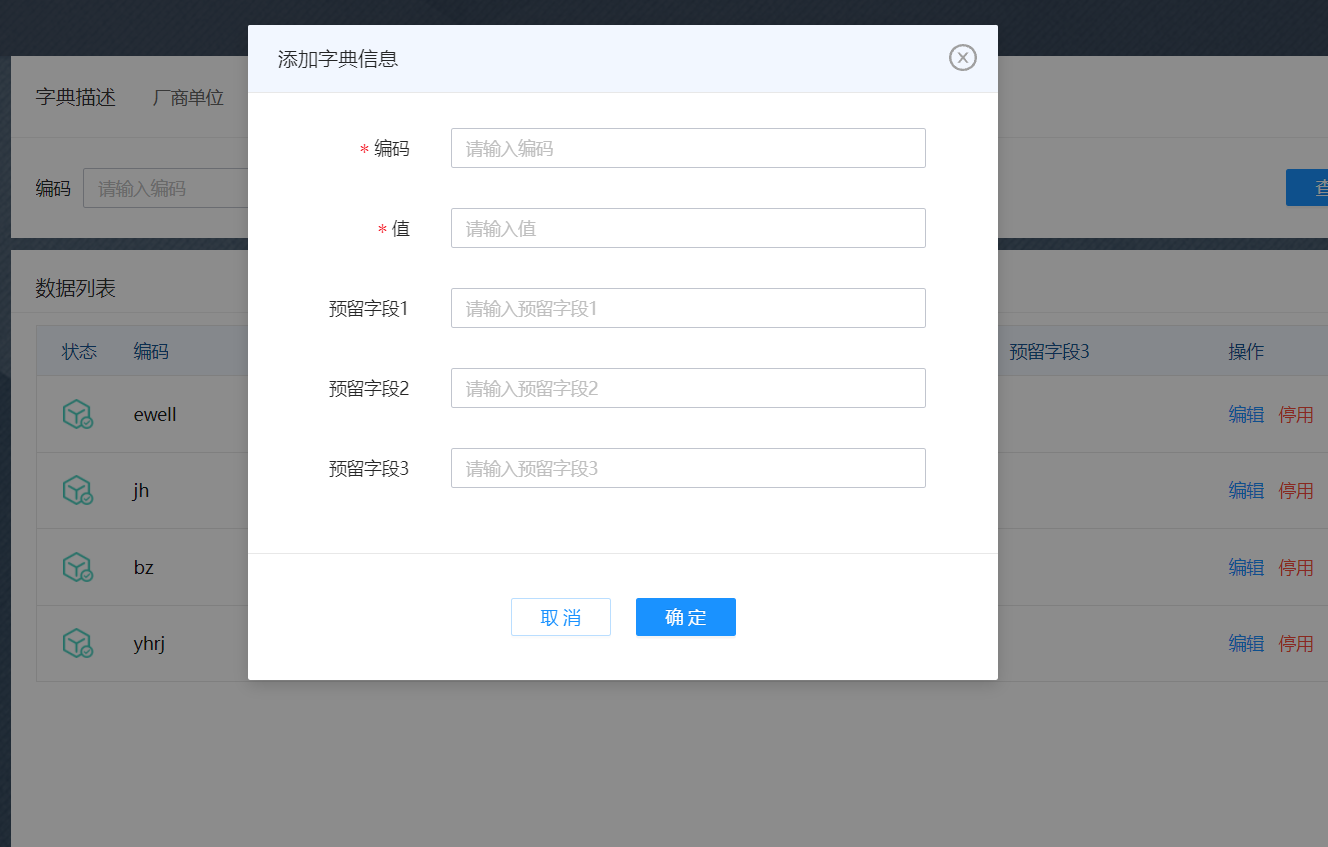 添加字典信息
字典描述 厂商单位
* 编码 请输入编码
编码 请输入编码
* 值 请输入值
数据列表
预留字段1 请输入预留字段1
状态 编码 预留字段3 操作
预留字段2 请输入预留字段2
ewell 编辑 停用
预留字段3 请输入预留字段3
jh 编辑 停用
bz 编辑 停用
取消 确定
yhrj 编辑 停用